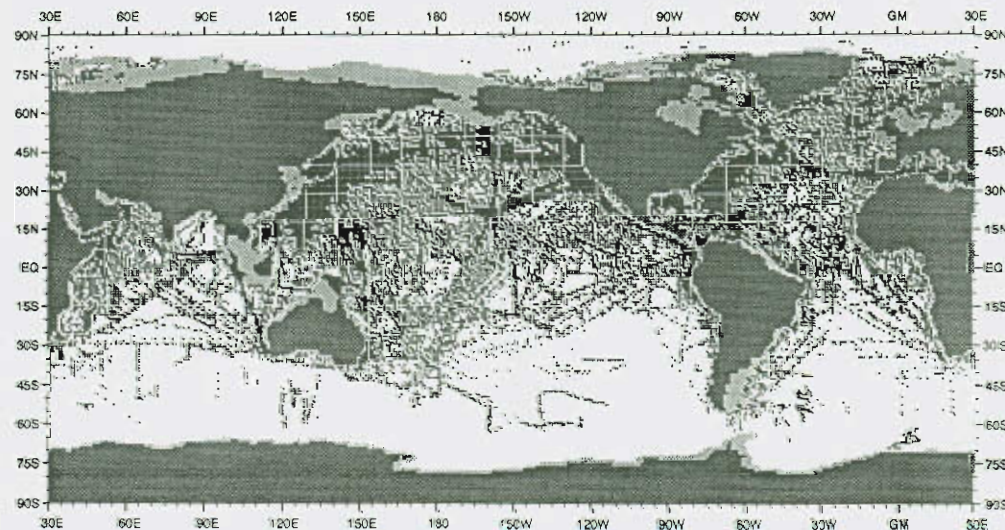 30E 60E 90E 120E 150E 180 150W 120W 90W 60W 30W GM 30E
90N 90N
75N 75N
60N 60N
45N 45N
30N 30N
15N 15N
EQ EQ
15S 15S
30S 30S
45S 45S
60S 60S
75S 75S
90S 90S
30E 60E 90E 120E 150E 180 150W 120W 90W 60W 30W GM 30E